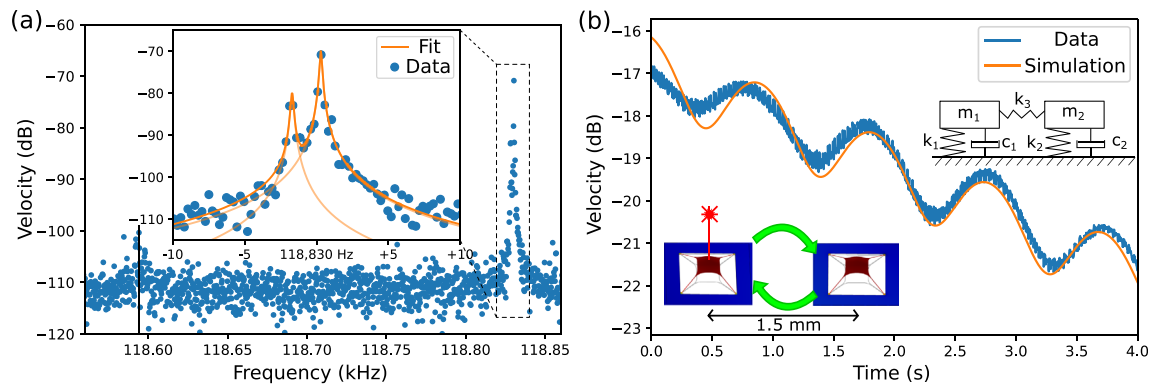 (a)
−60
−70
−80
−90
−100
−110
−120
Velocity (dB)
118.60
118.65
118.70
118.75
118.80
118.85
Frequency (kHz)
−70
−80
−90
−100
−110
Velocity (dB)
-10
-5
118,830 Hz
+5
+10
Fit
Data
(b)
−16
−17
−18
−19
−20
−21
−22
−23
Velocity (dB)
0.0
0.5
1.0
1.5
2.0
2.5
3.0
3.5
4.0
Time (s)
Data
Simulation
m1
k3
m2
k1
c1
k2
c2
1.5 mm